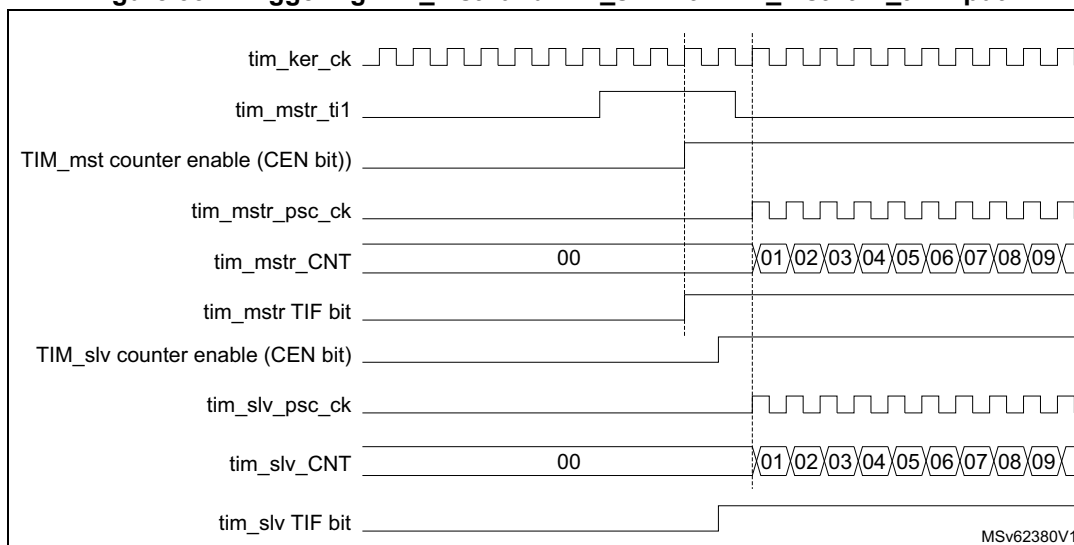 tim_ker_ck
tim_mstr_ti1
TIM_mst counter enable (CEN bit))
tim_mstr_psc_ck
tim_mstr_CNT 00 01 02 03 04 05 06 07 08 09
tim_mstr TIF bit
TIM_slv counter enable (CEN bit)
tim_slv_psc_ck
tim_slv_CNT 00 01 02 03 04 05 06 07 08 09
tim_slv TIF bit
MSv62380V1